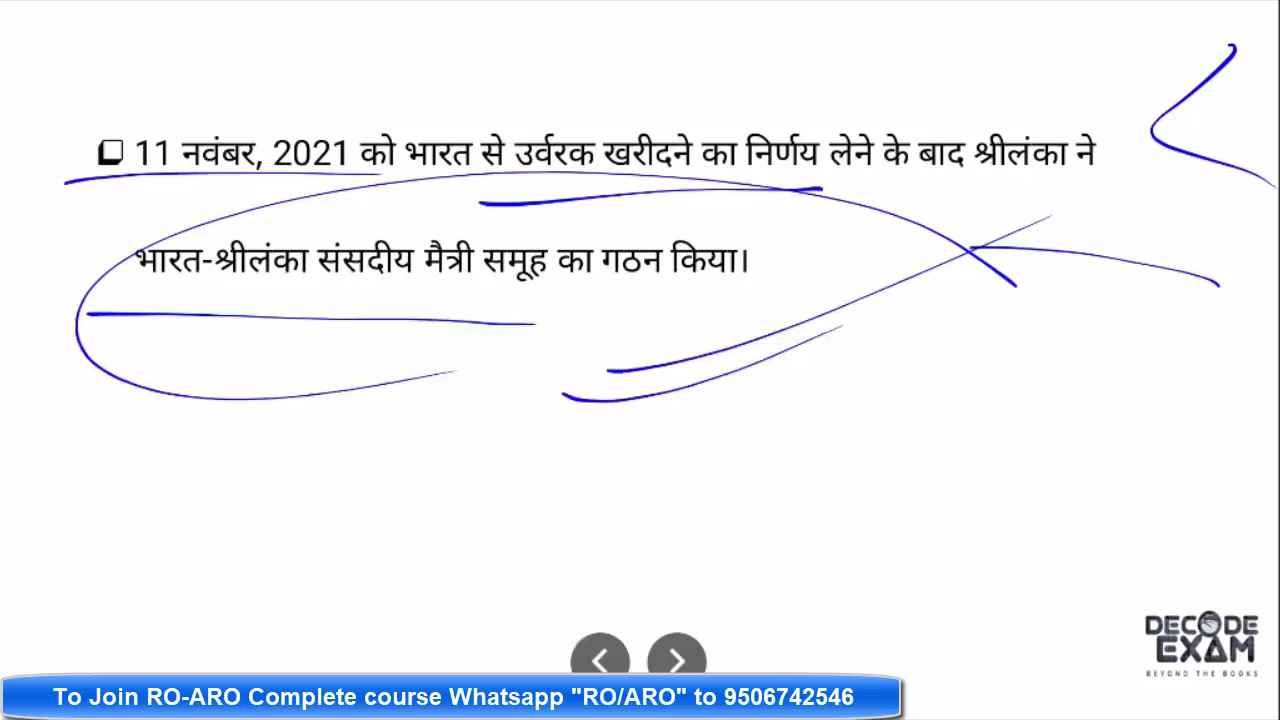 ❑ 11 नवंबर, 2021 को भारत से उर्वरक खरीदने का निर्णय लेने के बाद श्रीलंका ने
भारत-श्रीलंका संसदीय मैत्री समूह का गठन किया।
DECODE
EXAM
BEYOND THE BOOKS
To Join RO-ARO Complete course Whatsapp "RO/ARO" to 9506742546